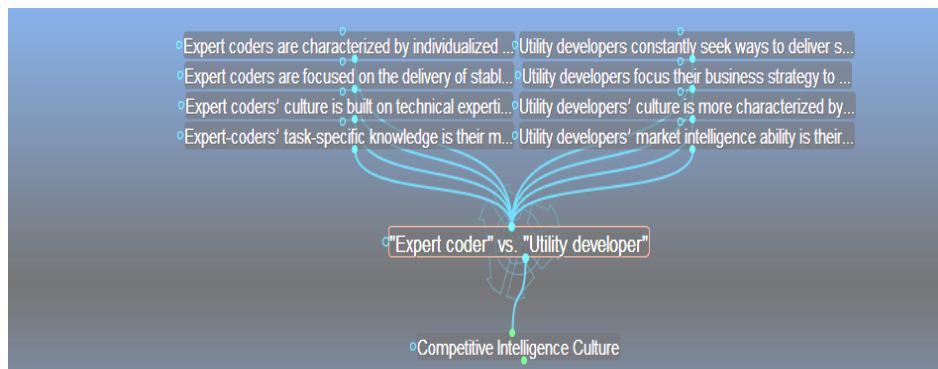 Expert coders are characterized by individualized ...
Utility developers constantly seek ways to deliver s...
Expert coders are focused on the delivery of stabl...
Utility developers focus their business strategy to ...
Expert coders' culture is built on technical experti...
Utility developers' culture is more characterized by...
Expert-coders' task-specific knowledge is their m...
Utility developers' market intelligence ability is their...
"Expert coder" vs. "Utility developer"
Competitive Intelligence Culture